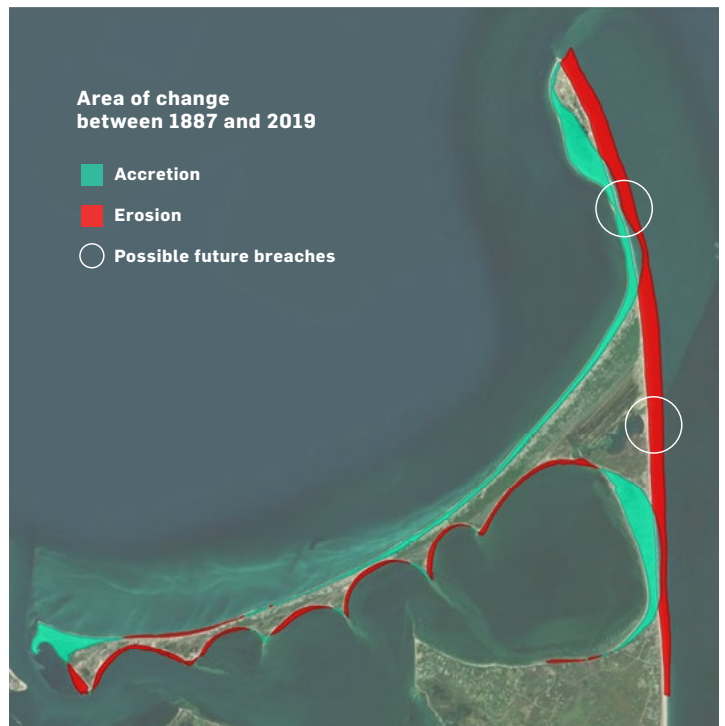 Area of change
between 1887 and 2019
Accretion
Erosion
Possible future breaches